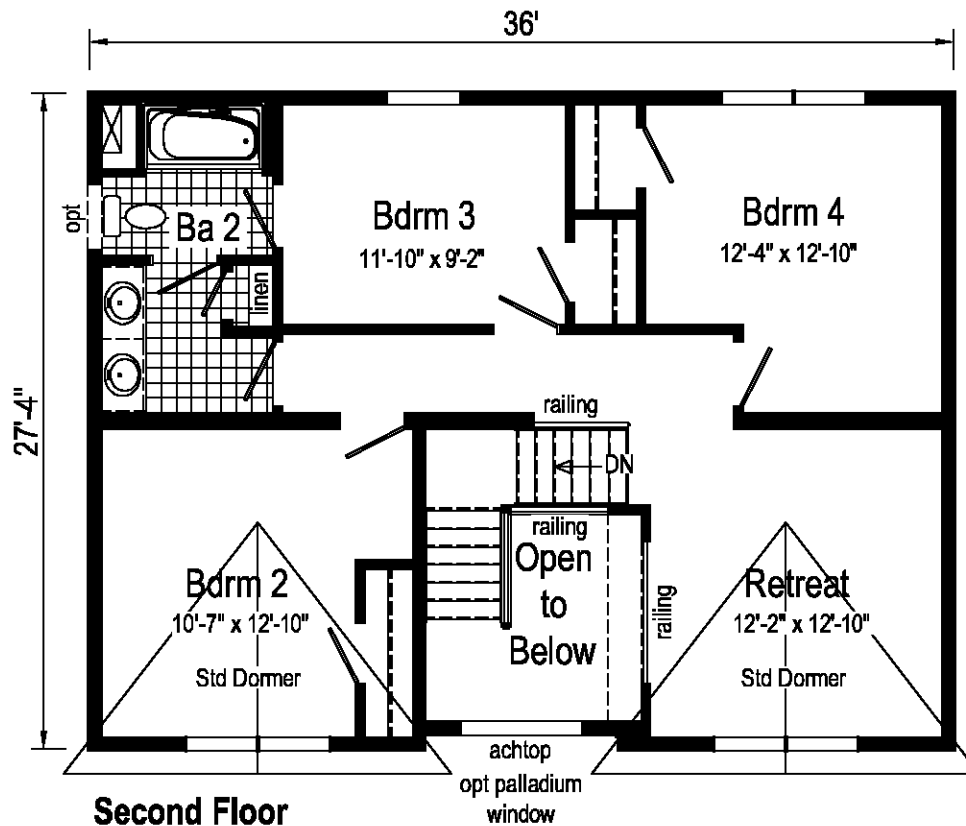 36'
27'-4"
opt
Ba 2
linen
Bdrm 3
11'-10" x 9'-2"
Bdrm 4
12'-4" x 12'-10"
railing
DN
railing
Open
to
Below
railing
Bdrm 2
10'-7" x 12'-10"
Std Dormer
Retreat
12'-2" x 12'-10"
Std Dormer
achtop
opt palladium
window
Second Floor